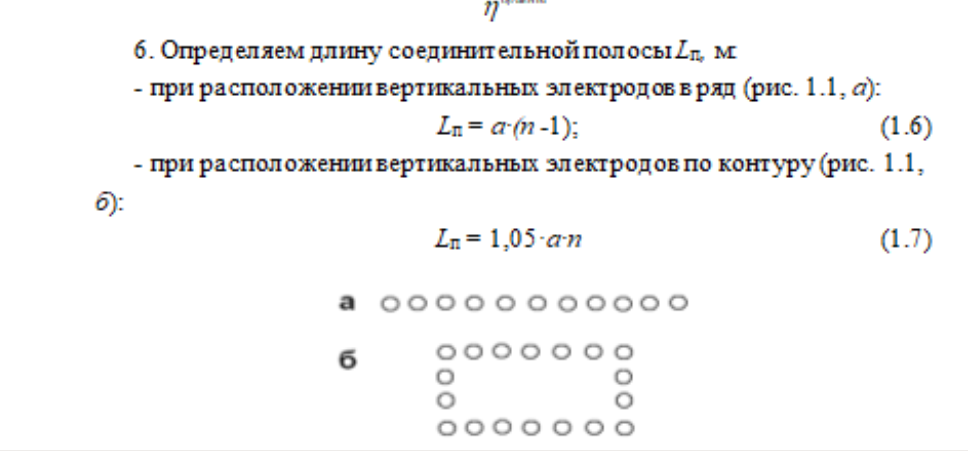 η
6. Определяем длину соединительной полосы Lп, м:
- при расположении вертикальных электродов в ряд (рис. 1.1, а):
Lп = a·(n -1); (1.6)
- при расположении вертикальных электродов по контуру (рис. 1.1,
б):
Lп = 1,05·a·n (1.7)
а
б